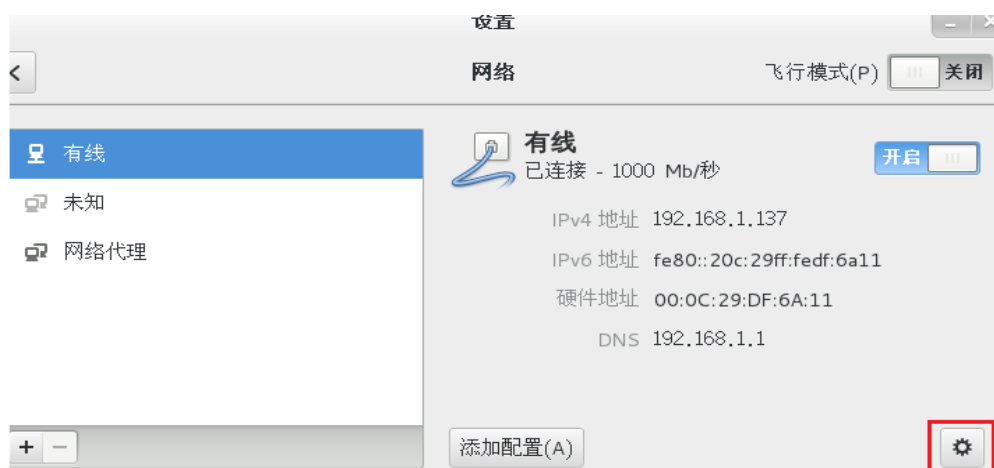 设置
网络
飞行模式(P) 关闭
有线
未知
网络代理
有线
已连接 - 1000 Mb/秒
开启
IPv4 地址 192.168.1.137
IPv6 地址 fe80::20c:29ff:fedf:6a11
硬件地址 00:0C:29:DF:6A:11
DNS 192.168.1.1
添加配置(A)